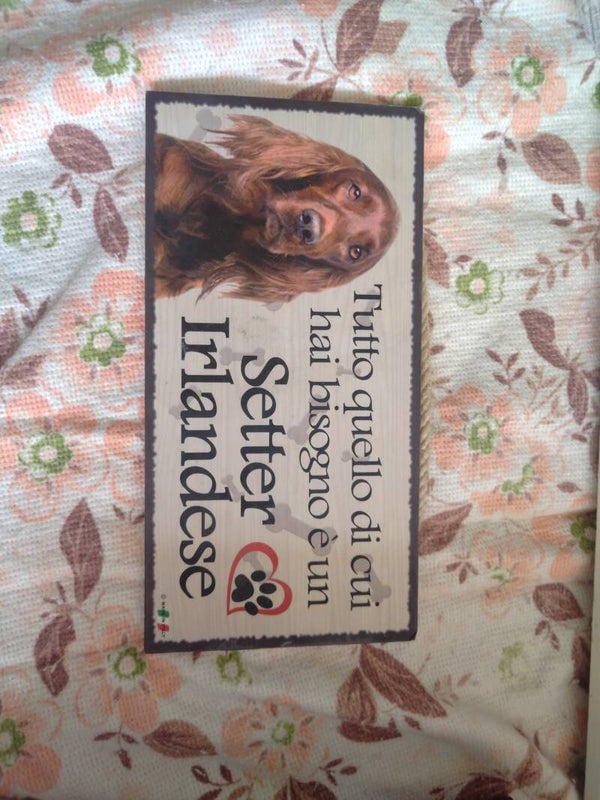 Tutto quello di cui
hai bisogno è un
Setter
Irlandese